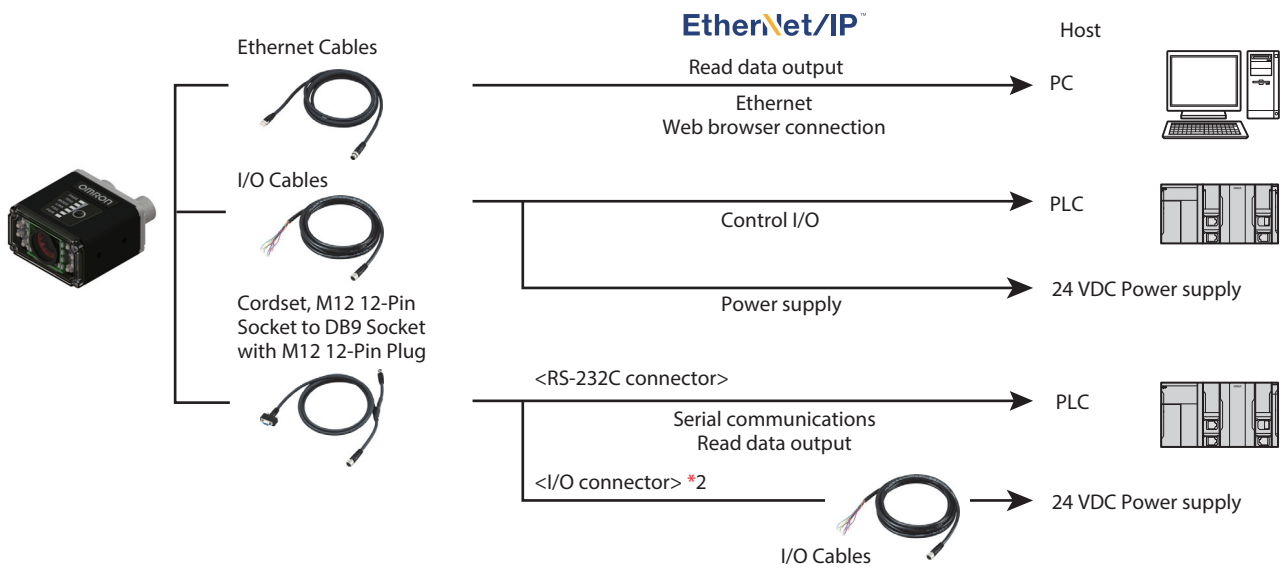 EtherNet/IP™
Host
Ethernet Cables
Read data output
PC
Ethernet
Web browser connection
OMRON
I/O Cables
PLC
Control I/O
24 VDC Power supply
Power supply
Cordset, M12 12-Pin
Socket to DB9 Socket
with M12 12-Pin Plug
<RS-232C connector>
PLC
Serial communications
Read data output
<I/O connector> *2
24 VDC Power supply
I/O Cables